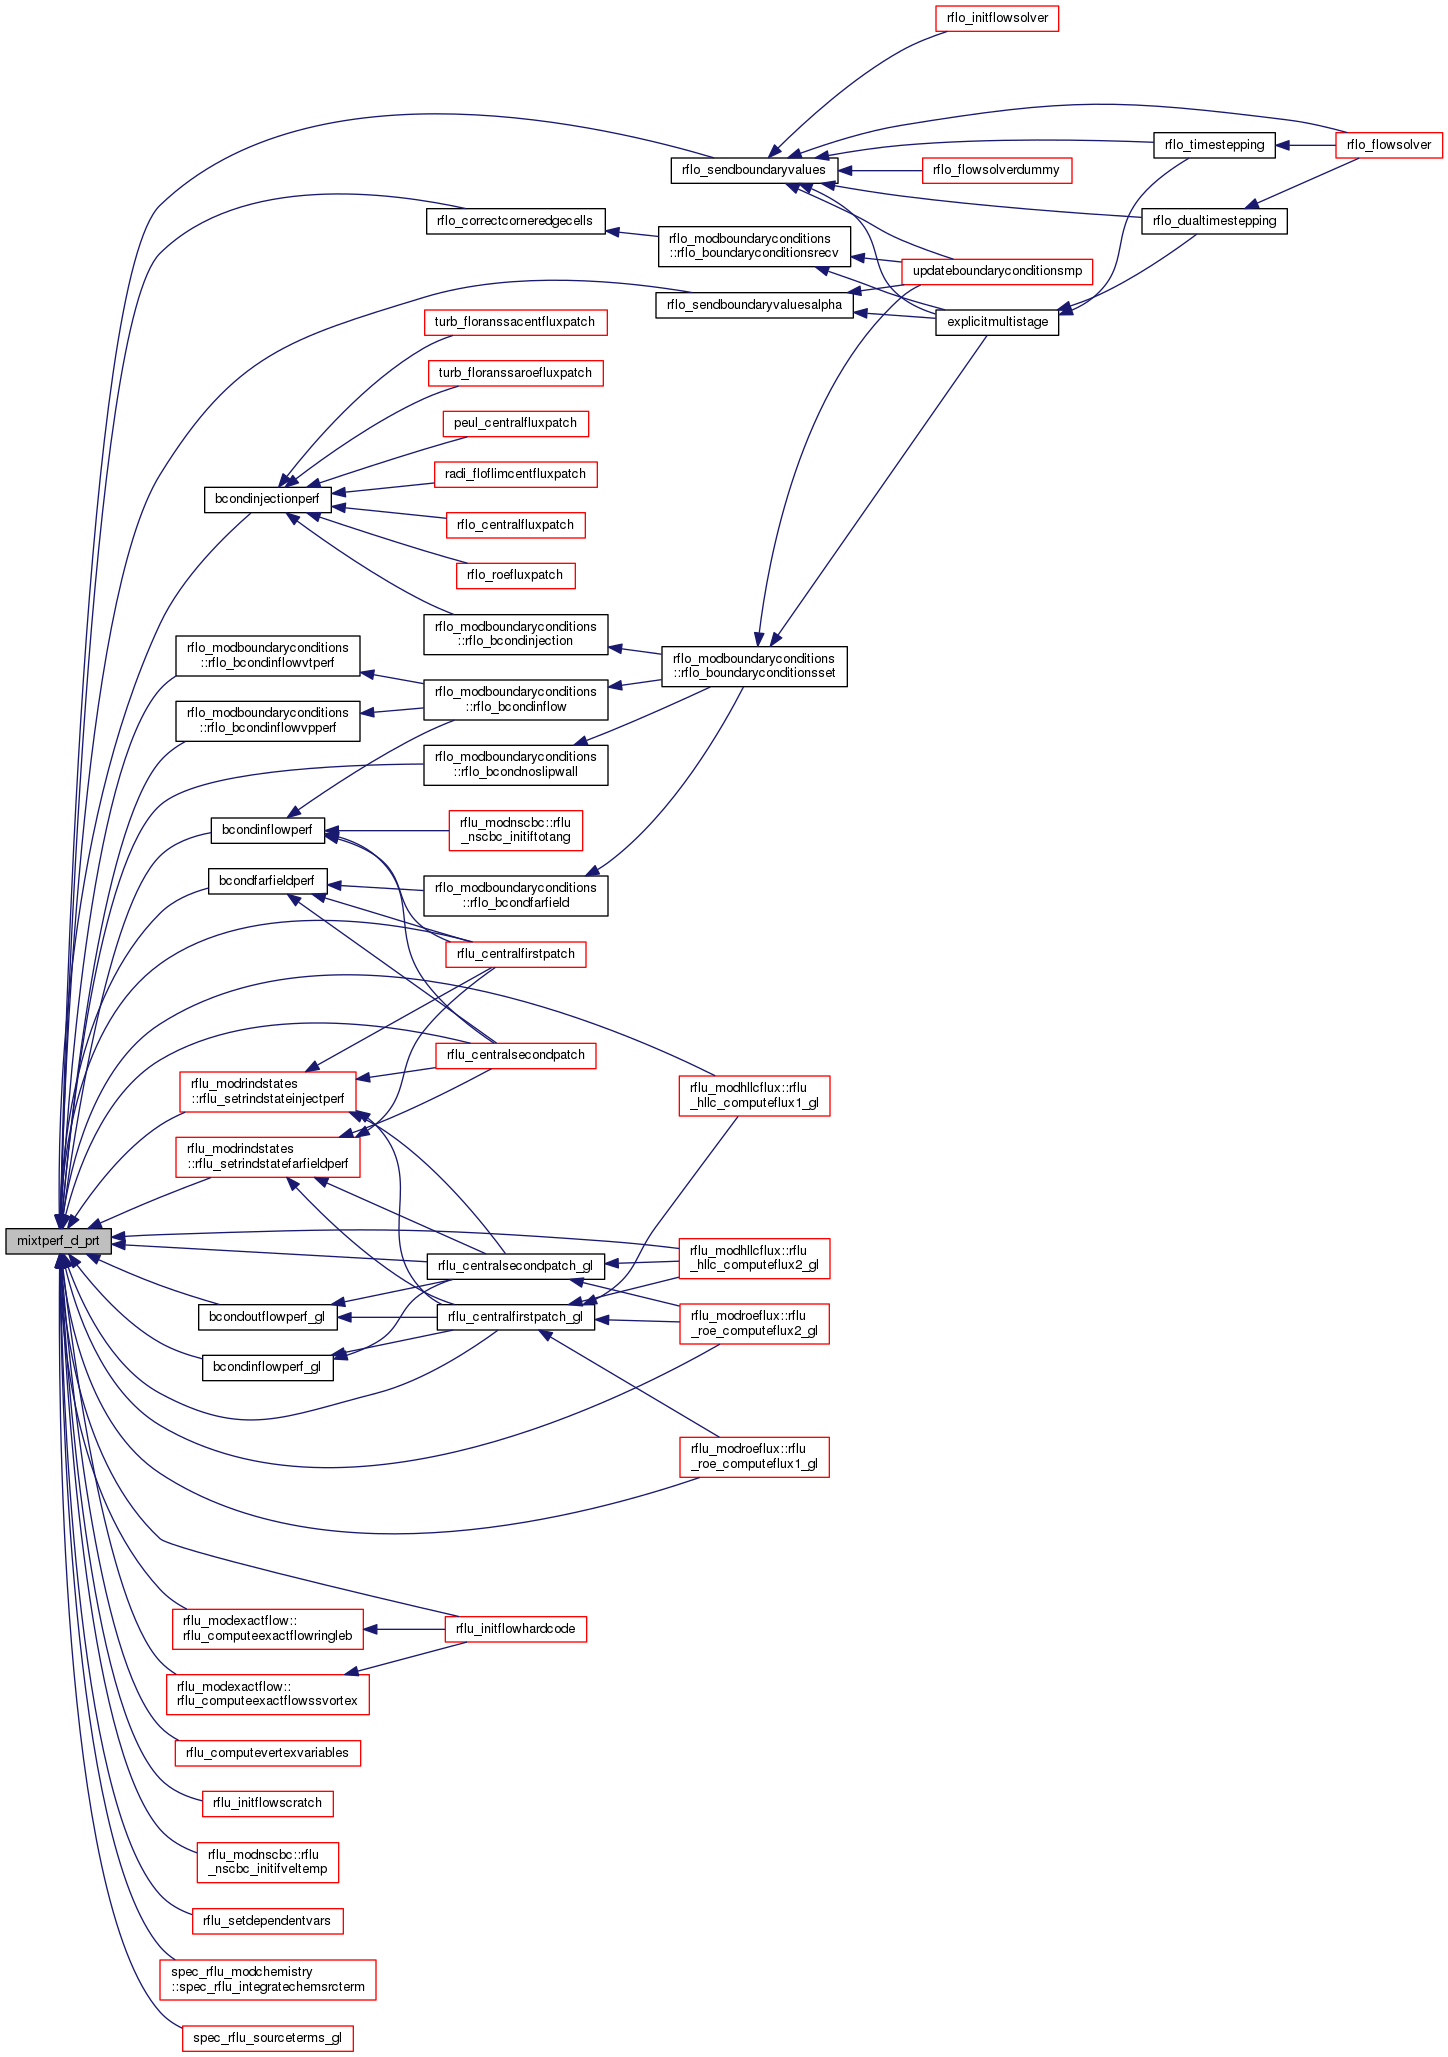 rflo_initflowsolver
rflo_timestepping
rflo_flowsolver
rflo_sendboundaryvalues
rflo_flowsolverdummy
rflo_correctcorneredgecells
rflo_dualtimestepping
rflo_modboundaryconditions
::rflo_boundaryconditionsrecv
updateboundaryconditionsmp
rflo_sendboundaryvaluesalpha
explicitmultistage
turb_floranssacentfluxpatch
turb_floranssaroefluxpatch
peul_centralfluxpatch
radi_floflimcentfluxpatch
bcondinjectionperf
rflo_centralfluxpatch
rflo_roefluxpatch
rflo_modboundaryconditions
::rflo_bcondinjection
rflo_modboundaryconditions
::rflo_bcondinflowvtperf
rflo_modboundaryconditions
::rflo_boundaryconditionsset
rflo_modboundaryconditions
::rflo_bcondinflow
rflo_modboundaryconditions
::rflo_bcondinflowvpperf
rflo_modboundaryconditions
::rflo_bcondnoslipwall
bcondinflowperf
rflu_modnscbc::rflu
_nscbc_initiftotang
bcondfarfieldperf
rflo_modboundaryconditions
::rflo_bcondfarfield
rflu_centralfirstpatch
rflu_centralsecondpatch
rflu_modrindstates
::rflu_setrindstateinjectperf
rflu_modhllcflux::rflu
_hllc_computeflux1_gl
rflu_modrindstates
::rflu_setrindstatefarfieldperf
mixtperf_d_prt
rflu_modhllcflux::rflu
_hllc_computeflux2_gl
rflu_centralsecondpatch_gl
bcondoutflowperf_gl
rflu_centralfirstpatch_gl
rflu_modroeflux::rflu
_roe_computeflux2_gl
bcondinflowperf_gl
rflu_modroeflux::rflu
_roe_computeflux1_gl
rflu_modexactflow::
rflu_computeexactflowringleb
rflu_initflowhardcode
rflu_modexactflow::
rflu_computeexactflowssvortex
rflu_computevertexvariables
rflu_initflowscratch
rflu_modnscbc::rflu
_nscbc_initifveltemp
rflu_setdependentvars
spec_rflu_modchemistry
::spec_rflu_integratechemsrcterm
spec_rflu_sourceterms_gl